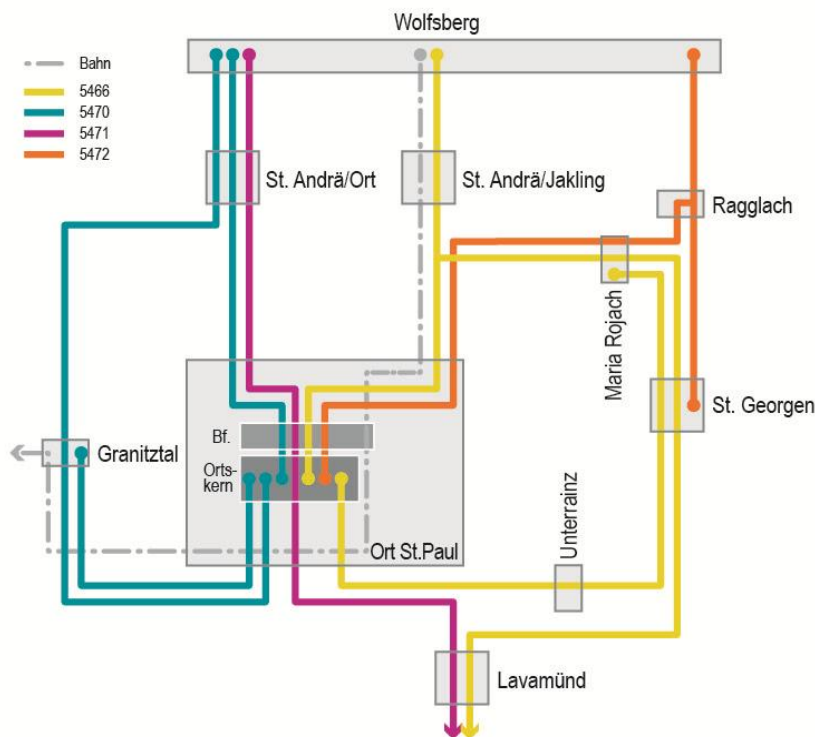 Wolfsberg
Bahn
5466
5470
5471
5472
St. Andrä/Ort
St. Andrä/Jakling
Ragglach
Maria Rojach
St. Georgen
Bf.
Granitztal
Orts-
kern
Unterrainz
Ort St.Paul
Lavamünd